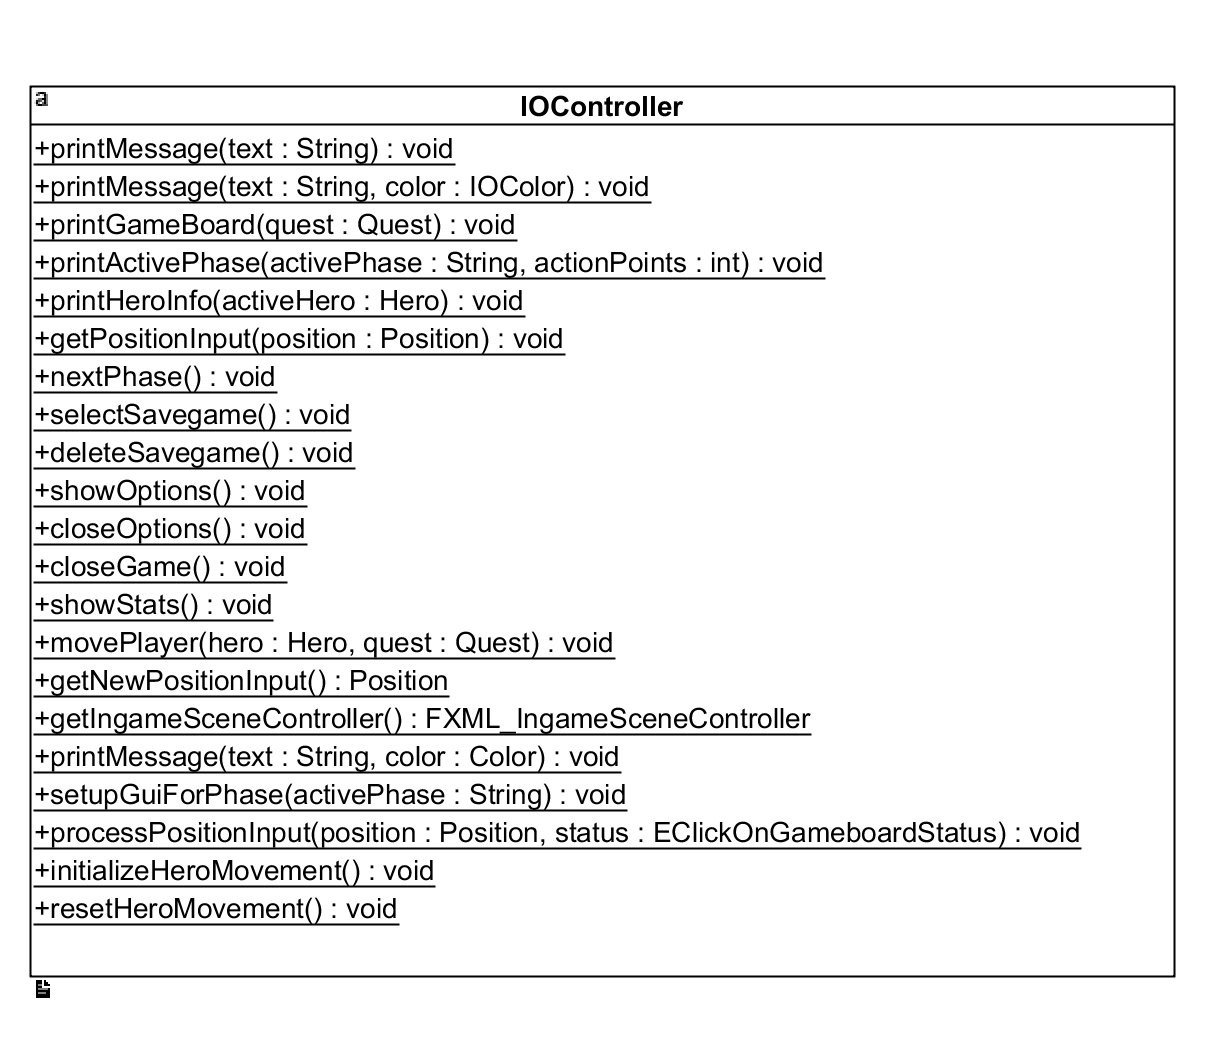 a
IOController
+printMessage(text : String) : void
+printMessage(text : String, color : IOColor) : void
+printGameBoard(quest : Quest) : void
+printActivePhase(activePhase : String, actionPoints : int) : void
+printHeroInfo(activeHero : Hero) : void
+getPositionInput(position : Position) : void
+nextPhase() : void
+selectSavegame() : void
+deleteSavegame() : void
+showOptions() : void
+closeOptions() : void
+closeGame() : void
+showStats() : void
+movePlayer(hero : Hero, quest : Quest) : void
+getNewPositionInput() : Position
+getIngameSceneController() : FXML_IngameSceneController
+printMessage(text : String, color : Color) : void
+setupGuiForPhase(activePhase : String) : void
+processPositionInput(position : Position, status : EClickOnGameboardStatus) : void
+initializeHeroMovement() : void
+resetHeroMovement() : void